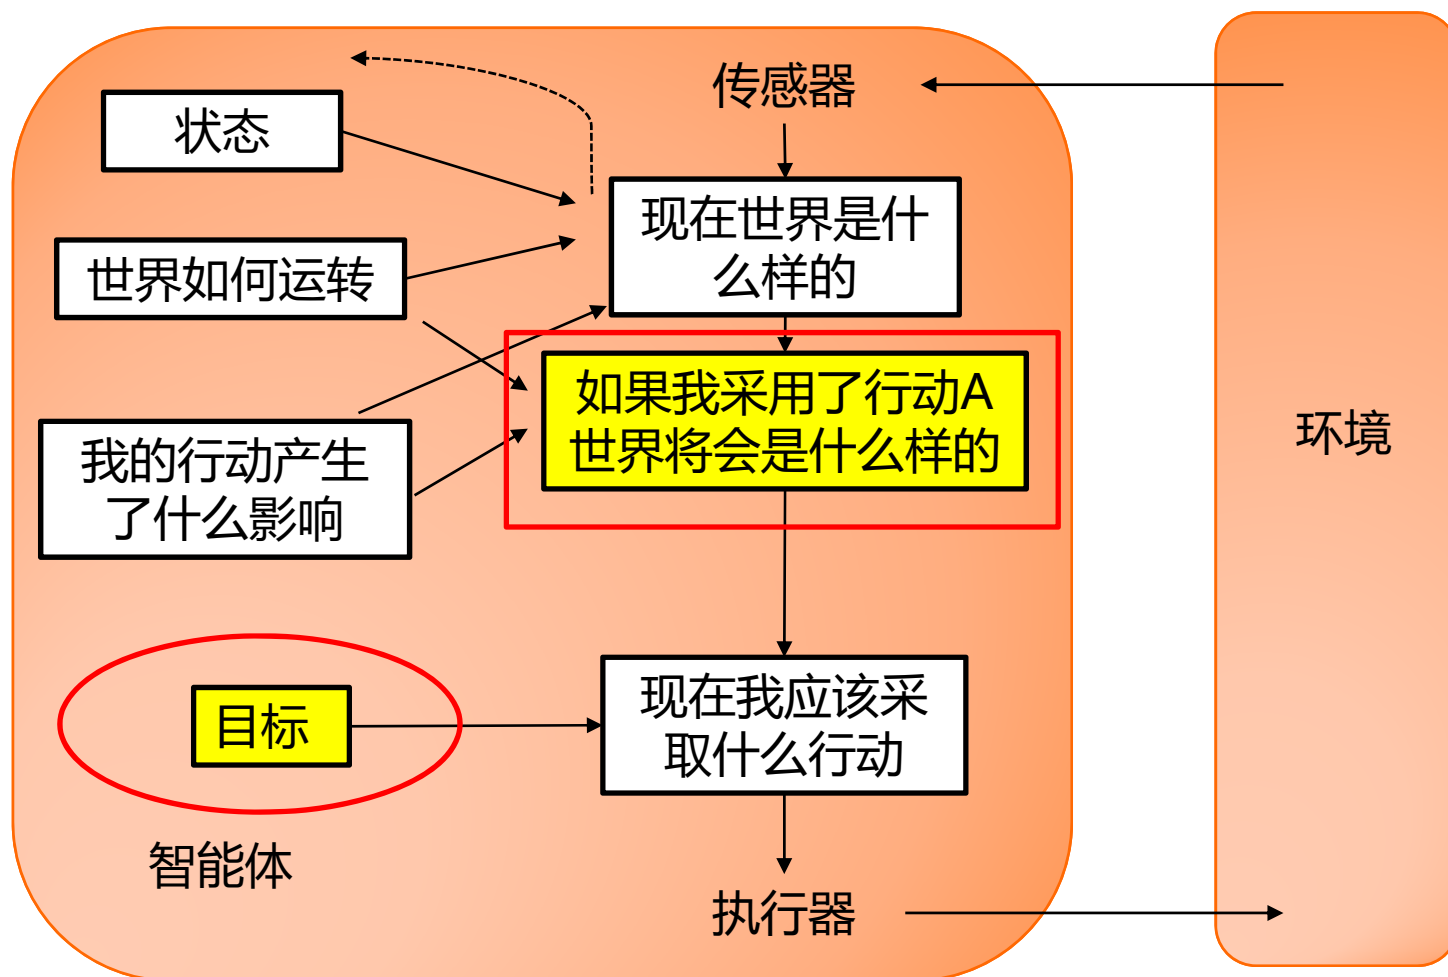 传感器
状态
现在世界是什
么样的
世界如何运转
如果我采用了行动A
世界将会是什么样的
我的行动产生
了什么影响
环境
目标
现在我应该采
取什么行动
智能体
执行器